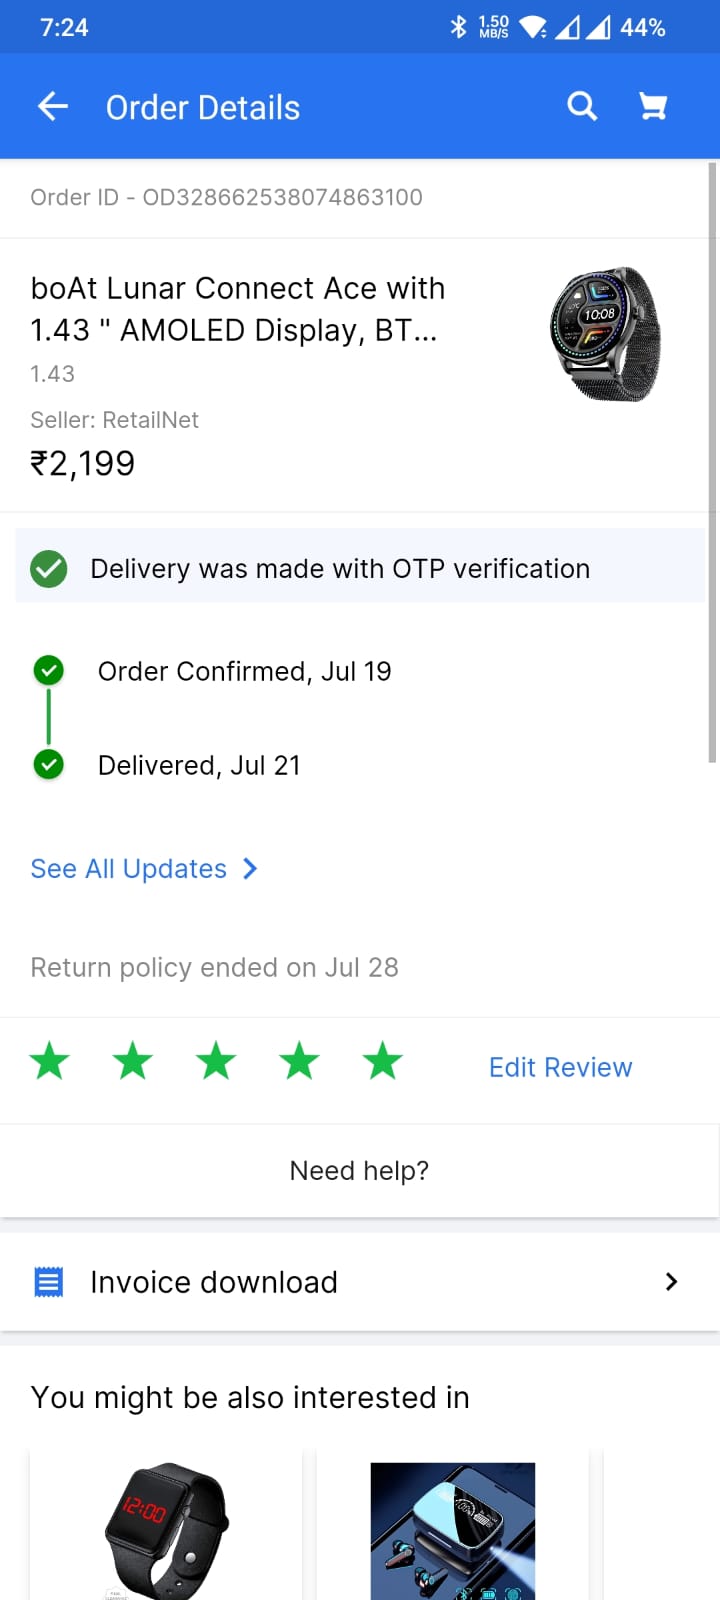 7:24
1.50
MB/S
44%
Order Details
Order ID - OD328662538074863100
boAt Lunar Connect Ace with
1.43 " AMOLED Display, BT...
1.43
Seller: RetailNet
₹2,199
10:08
Delivery was made with OTP verification
Order Confirmed, Jul 19
Delivered, Jul 21
See All Updates
Return policy ended on Jul 28
Edit Review
Need help?
Invoice download
You might be also interested in
12:00